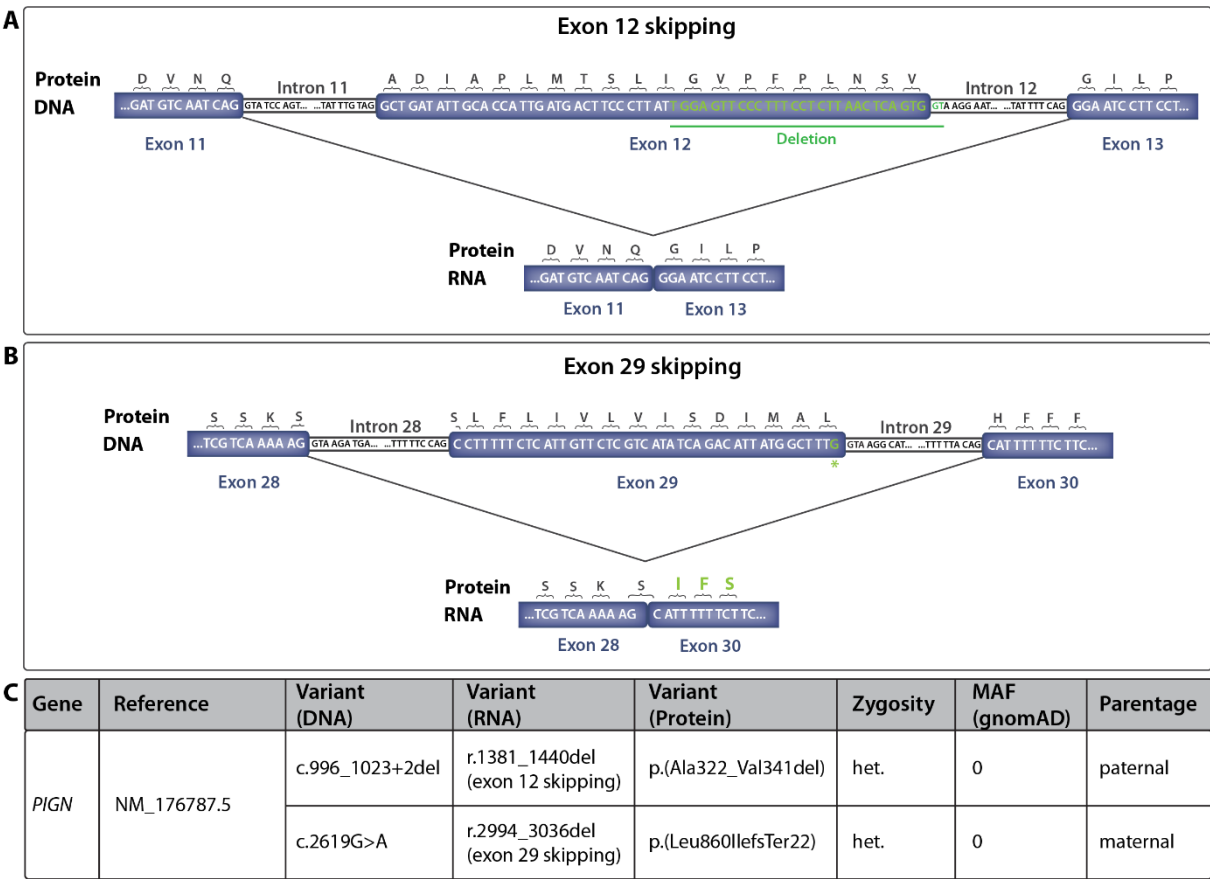 A
Exon 12 skipping
Protein D V N Q Intron 11 A D I A P L M T S L I G V P F P L N S V Intron 12 G I L P
DNA ...GAT GTC AAT CAG GTA TCC AGT... ...TAT TTG TAG GCT GAT ATT GCA CCA TTG ATG ACT TCC CTT ATT GGA GTT CCC TTT CCT CTT AAC TCA GTG GTA AGG AAT... ...TAT TTT CAG GGA ATC CTT CCT...
Exon 11 Exon 12 Deletion Exon 13
Protein D V N Q G I L P
RNA ...GAT GTC AAT CAG GGA ATC CTT CCT...
Exon 11 Exon 13
B
Exon 29 skipping
Protein S S K S Intron 28 S L F L I V L V I S D I M A L Intron 29 H F F F
DNA ...TCG TCA AAA AG GTA AGA TGA... ...TTT TTC CAG C CTT TTT CTC ATT GTT CTC GTC ATA TCA GAC ATT ATG GCT TTG GTA AGG CAT... ...TTT TTA CAG CAT TTT TTC TTC...
*
Exon 28 Exon 29 Exon 30
Protein S S K S I F S
RNA ...TCG TCA AAA AG C ATT TTT TCT TC...
Exon 28 Exon 30
C
Gene Reference Variant (DNA) Variant (RNA) Variant (Protein) Zygosity MAF (gnomAD) Parentage
PIGN NM_176787.5
c.996_1023+2del r.1381_1440del (exon 12 skipping) p.(Ala322_Val341del) het. 0 paternal
c.2619G>A r.2994_3036del (exon 29 skipping) p.(Leu860IlefsTer22) het. 0 maternal